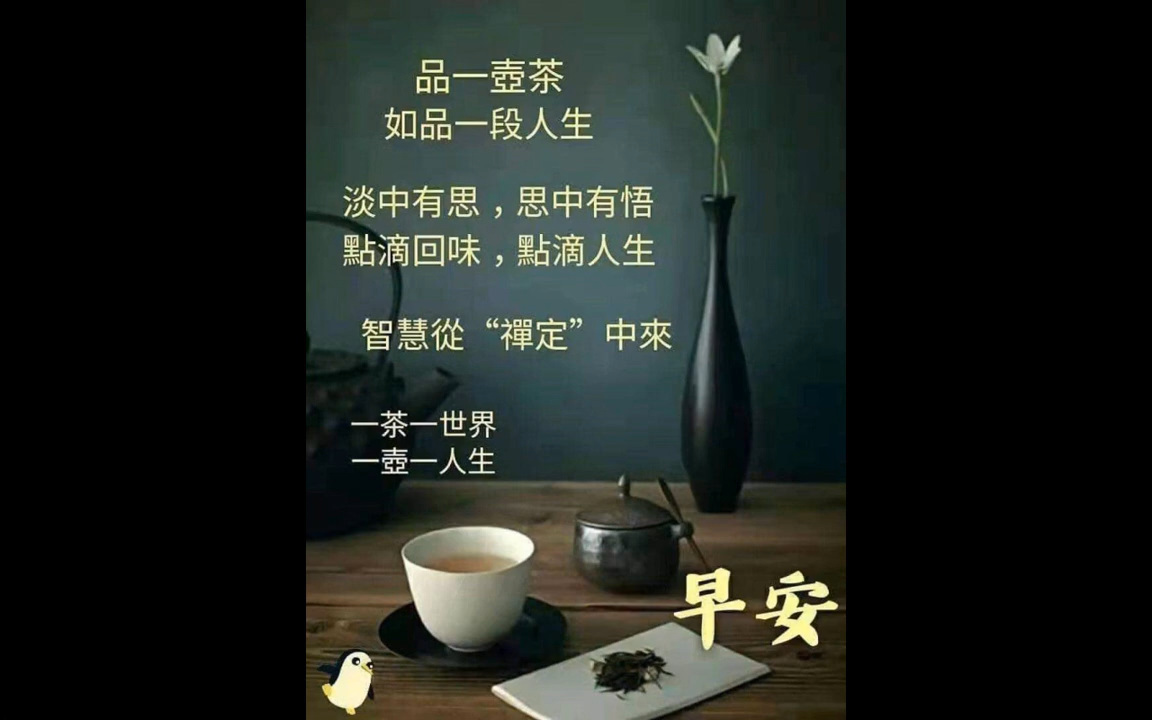 品一壺茶
如品一段人生
淡中有思，思中有悟
點滴回味，點滴人生
智慧從“禪定”中來
一茶一世界
一壺一人生
早安